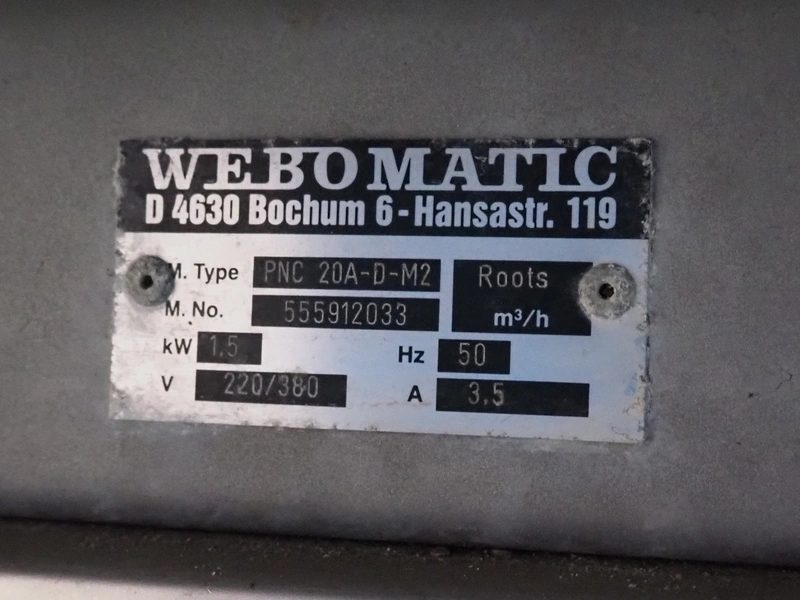 WEBOMATIC
D 4630 Bochum 6 - Hansastr. 119
M. Type PNC 20A-D-M2 Roots
M. No. 555912033 m³/h
kW 1.5 Hz 50
V 220/380 A 3.5